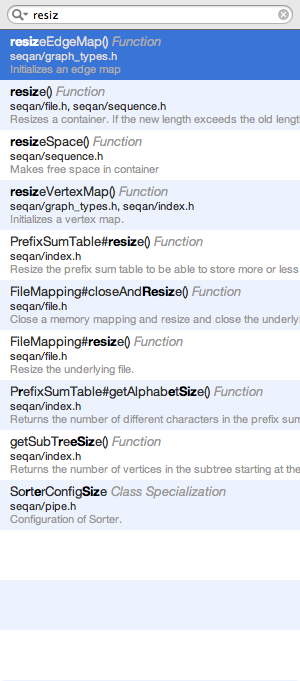 resiz
resizeEdgeMap() Function
seqan/graph_types.h
Initializes an edge map
resize() Function
seqan/file.h, seqan/sequence.h
Resizes a container. If the new length exceeds the old length
resizeSpace() Function
seqan/sequence.h
Makes free space in container
resizeVertexMap() Function
seqan/graph_types.h, seqan/index.h
Initializes a vertex map.
PrefixSumTable#resize() Function
seqan/index.h
Resize the prefix sum table to be able to store more or less
FileMapping#closeAndResize() Function
seqan/file.h
Close a memory mapping and resize and close the underlyi
FileMapping#resize() Function
seqan/file.h
Resize the underlying file.
PrefixSumTable#getAlphabetSize() Function
seqan/index.h
Returns the number of different characters in the prefix sum
getSubTreeSize() Function
seqan/index.h
Returns the number of vertices in the subtree starting at the
SorterConfigSize Class Specialization
seqan/pipe.h
Configuration of Sorter.